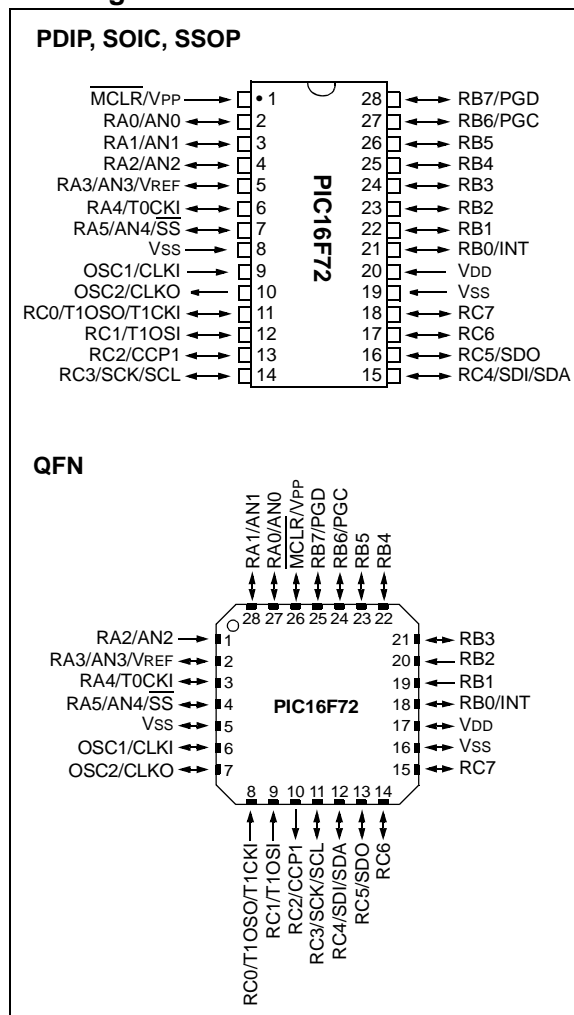 PDIP, SOIC, SSOP
MCLR/VPP 1 28 RB7/PGD
RA0/AN0 2 27 RB6/PGC
RA1/AN1 3 26 RB5
RA2/AN2 4 25 RB4
RA3/AN3/VREF 5 24 RB3
RA4/T0CKI 6 23 RB2
RA5/AN4/SS 7 22 RB1
VSS 8 21 RB0/INT
OSC1/CLKI 9 20 VDD
OSC2/CLKO 10 19 VSS
RC0/T1OSO/T1CKI 11 18 RC7
RC1/T1OSI 12 17 RC6
RC2/CCP1 13 16 RC5/SDO
RC3/SCK/SCL 14 15 RC4/SDI/SDA
PIC16F72
QFN
RA1/AN1
RA0/AN0
MCLR/VPP
RB7/PGD
RB6/PGC
RB5
RB4
28 27 26 25 24 23 22
RA2/AN2 1 21 RB3
RA3/AN3/VREF 2 20 RB2
RA4/T0CKI 3 19 RB1
RA5/AN4/SS 4 PIC16F72 18 RB0/INT
VSS 5 17 VDD
OSC1/CLKI 6 16 VSS
OSC2/CLKO 7 15 RC7
8 9 10 11 12 13 14
RC0/T1OSO/T1CKI
RC1/T1OSI
RC2/CCP1
RC3/SCK/SCL
RC4/SDI/SDA
RC5/SDO
RC6